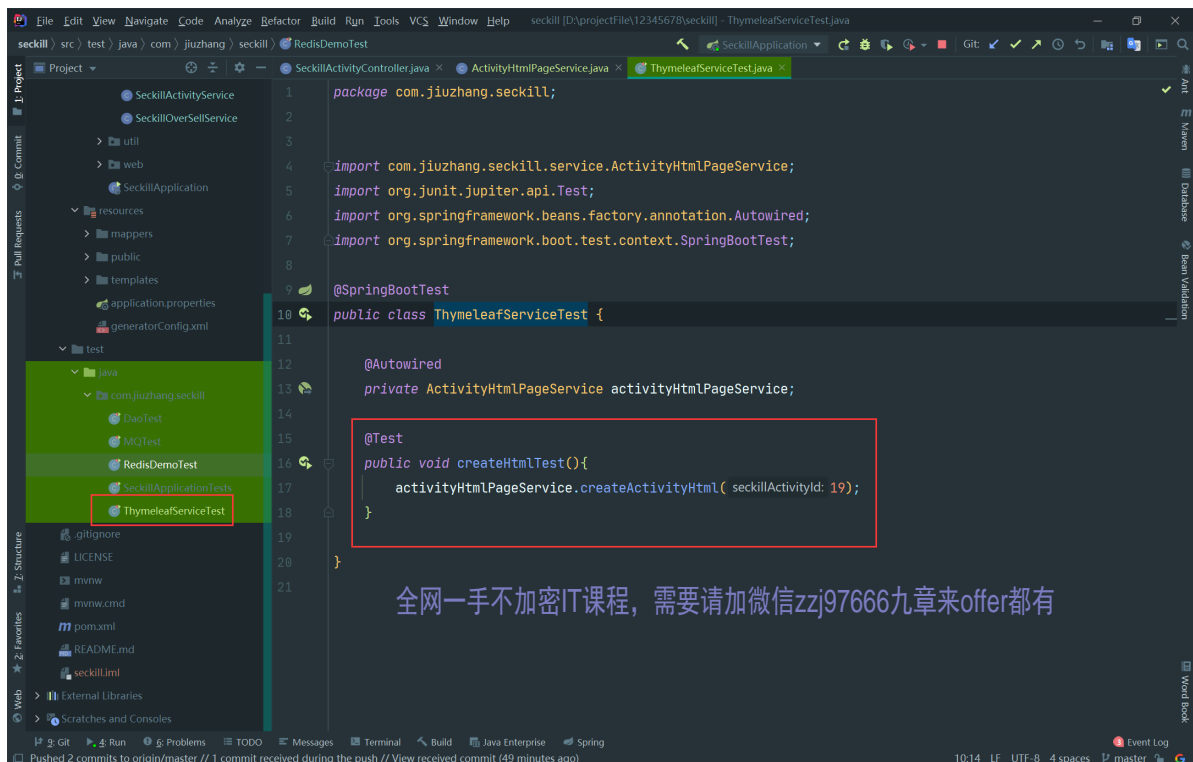 File Edit View Navigate Code Analyze Refactor Build Run Tools VCS Window Help seckill [D:\projectFile\12345678\seckill] - ThymeleafServiceTest.java
seckill 〉 src 〉 test 〉 java 〉 com 〉 jiuzhang 〉 seckill 〉 RedisDemoTest SeckillApplication Git:
Project SeckillActivityController.java × ActivityHtmlPageService.java × ThymeleafServiceTest.java ×
SeckillActivityService
SeckillOverSellService
util
web
SeckillApplication
resources
mappers
public
templates
application.properties
generatorConfig.xml
test
java
com.jiuzhang.seckill
DaoTest
MQTest
RedisDemoTest
SeckillApplicationTests
ThymeleafServiceTest
.gitignore
LICENSE
mvnw
mvnw.cmd
pom.xml
README.md
seckill.iml
External Libraries
Scratches and Consoles
1 package com.jiuzhang.seckill;
2
3
4 import com.jiuzhang.seckill.service.ActivityHtmlPageService;
5 import org.junit.jupiter.api.Test;
6 import org.springframework.beans.factory.annotation.Autowired;
7 import org.springframework.boot.test.context.SpringBootTest;
8
9 @SpringBootTest
10 public class ThymeleafServiceTest {
11
12 @Autowired
13 private ActivityHtmlPageService activityHtmlPageService;
14
15 @Test
16 public void createHtmlTest(){
17 activityHtmlPageService.createActivityHtml( seckillActivityId: 19);
18 }
19
20 }
21
全网一手不加密IT课程，需要请加微信zzj97666九章来offer都有
1: Project
0: Commit
Pull Requests
7: Structure
2: Favorites
Web
Ant
Maven
Database
Bean Validation
Word Book
9: Git 4: Run 6: Problems TODO Messages Terminal Build Java Enterprise Spring 3 Event Log
Pushed 2 commits to origin/master // 1 commit received during the push // View received commit (49 minutes ago) 10:14 LF UTF-8 4 spaces master